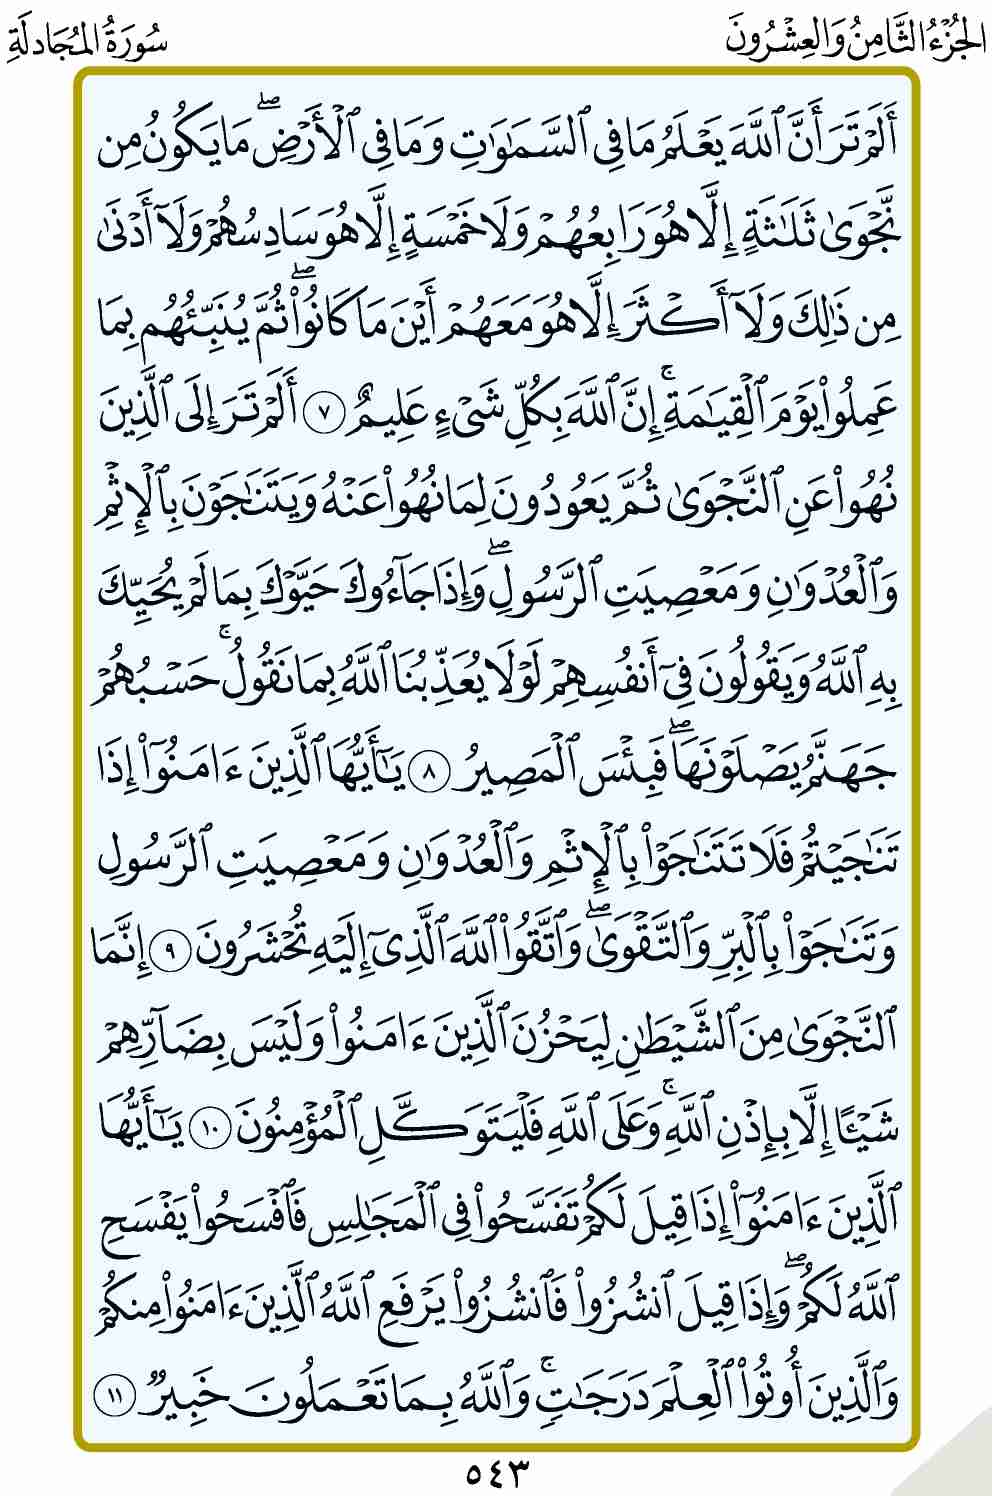 الجُزْءُ الثَّامِنُ وَالعِشْرُونَ
سُورَةُ المُجَادلَةِ
أَلَمْ تَرَ أَنَّ ٱللَّهَ يَعْلَمُ مَا فِي ٱلسَّمَٰوَٰتِ وَمَا فِي ٱلْأَرْضِۖ مَا يَكُونُ مِن
نَّجْوَىٰ ثَلَٰثَةٍ إِلَّا هُوَ رَابِعُهُمْ وَلَا خَمْسَةٍ إِلَّا هُوَ سَادِسُهُمْ وَلَآ أَدْنَىٰ
مِن ذَٰلِكَ وَلَآ أَكْثَرَ إِلَّا هُوَ مَعَهُمْ أَيْنَ مَا كَانُوا۟ۖ ثُمَّ يُنَبِّئُهُم بِمَا
عَمِلُوا۟ يَوْمَ ٱلْقِيَٰمَةِۚ إِنَّ ٱللَّهَ بِكُلِّ شَىْءٍ عَلِيمٌ ٧ أَلَمْ تَرَ إِلَى ٱلَّذِينَ
نُهُوا۟ عَنِ ٱلنَّجْوَىٰ ثُمَّ يَعُودُونَ لِمَا نُهُوا۟ عَنْهُ وَيَتَنَٰجَوْنَ بِٱلْإِثْمِ
وَٱلْعُدْوَٰنِ وَمَعْصِيَتِ ٱلرَّسُولِۖ وَإِذَا جَآءُوكَ حَيَّوْكَ بِمَا لَمْ يُحَيِّكَ
بِهِ ٱللَّهُ وَيَقُولُونَ فِىٓ أَنفُسِهِمْ لَوْلَا يُعَذِّبُنَا ٱللَّهُ بِمَا نَقُولُۚ حَسْبُهُمْ
جَهَنَّمُ يَصْلَوْنَهَاۖ فَبِئْسَ ٱلْمَصِيرُ ٨ يَٰٓأَيُّهَا ٱلَّذِينَ ءَامَنُوٓا۟ إِذَا
تَنَٰجَيْتُمْ فَلَا تَتَنَٰجَوْا۟ بِٱلْإِثْمِ وَٱلْعُدْوَٰنِ وَمَعْصِيَتِ ٱلرَّسُولِ
وَتَنَٰجَوْا۟ بِٱلْبِرِّ وَٱلتَّقْوَىٰۖ وَٱتَّقُوا۟ ٱللَّهَ ٱلَّذِىٓ إِلَيْهِ تُحْشَرُونَ ٩ إِنَّمَا
ٱلنَّجْوَىٰ مِنَ ٱلشَّيْطَٰنِ لِيَحْزُنَ ٱلَّذِينَ ءَامَنُوا۟ وَلَيْسَ بِضَآرِّهِمْ
شَيْـًٔا إِلَّا بِإِذْنِ ٱللَّهِۚ وَعَلَى ٱللَّهِ فَلْيَتَوَكَّلِ ٱلْمُؤْمِنُونَ ١٠ يَٰٓأَيُّهَا
ٱلَّذِينَ ءَامَنُوٓا۟ إِذَا قِيلَ لَكُمْ تَفَسَّحُوا۟ فِى ٱلْمَجَٰلِسِ فَٱفْسَحُوا۟ يَفْسَحِ
ٱللَّهُ لَكُمْۖ وَإِذَا قِيلَ ٱنشُزُوا۟ فَٱنشُزُوا۟ يَرْفَعِ ٱللَّهُ ٱلَّذِينَ ءَامَنُوا۟ مِنكُمْ
وَٱلَّذِينَ أُوتُوا۟ ٱلْعِلْمَ دَرَجَٰتٍۚ وَٱللَّهُ بِمَا تَعْمَلُونَ خَبِيرٌ ١١
٥٤٣